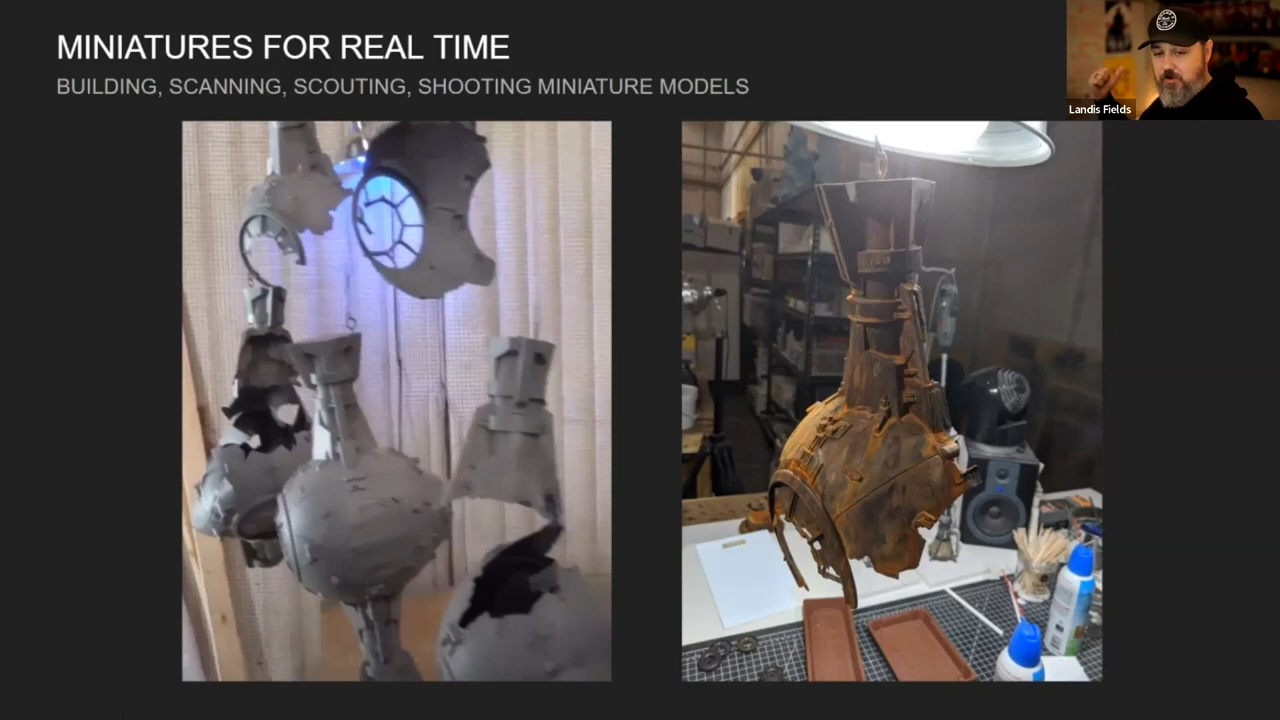 MINIATURES FOR REAL TIME
BUILDING, SCANNING, SCOUTING, SHOOTING MINIATURE MODELS
Landis Fields